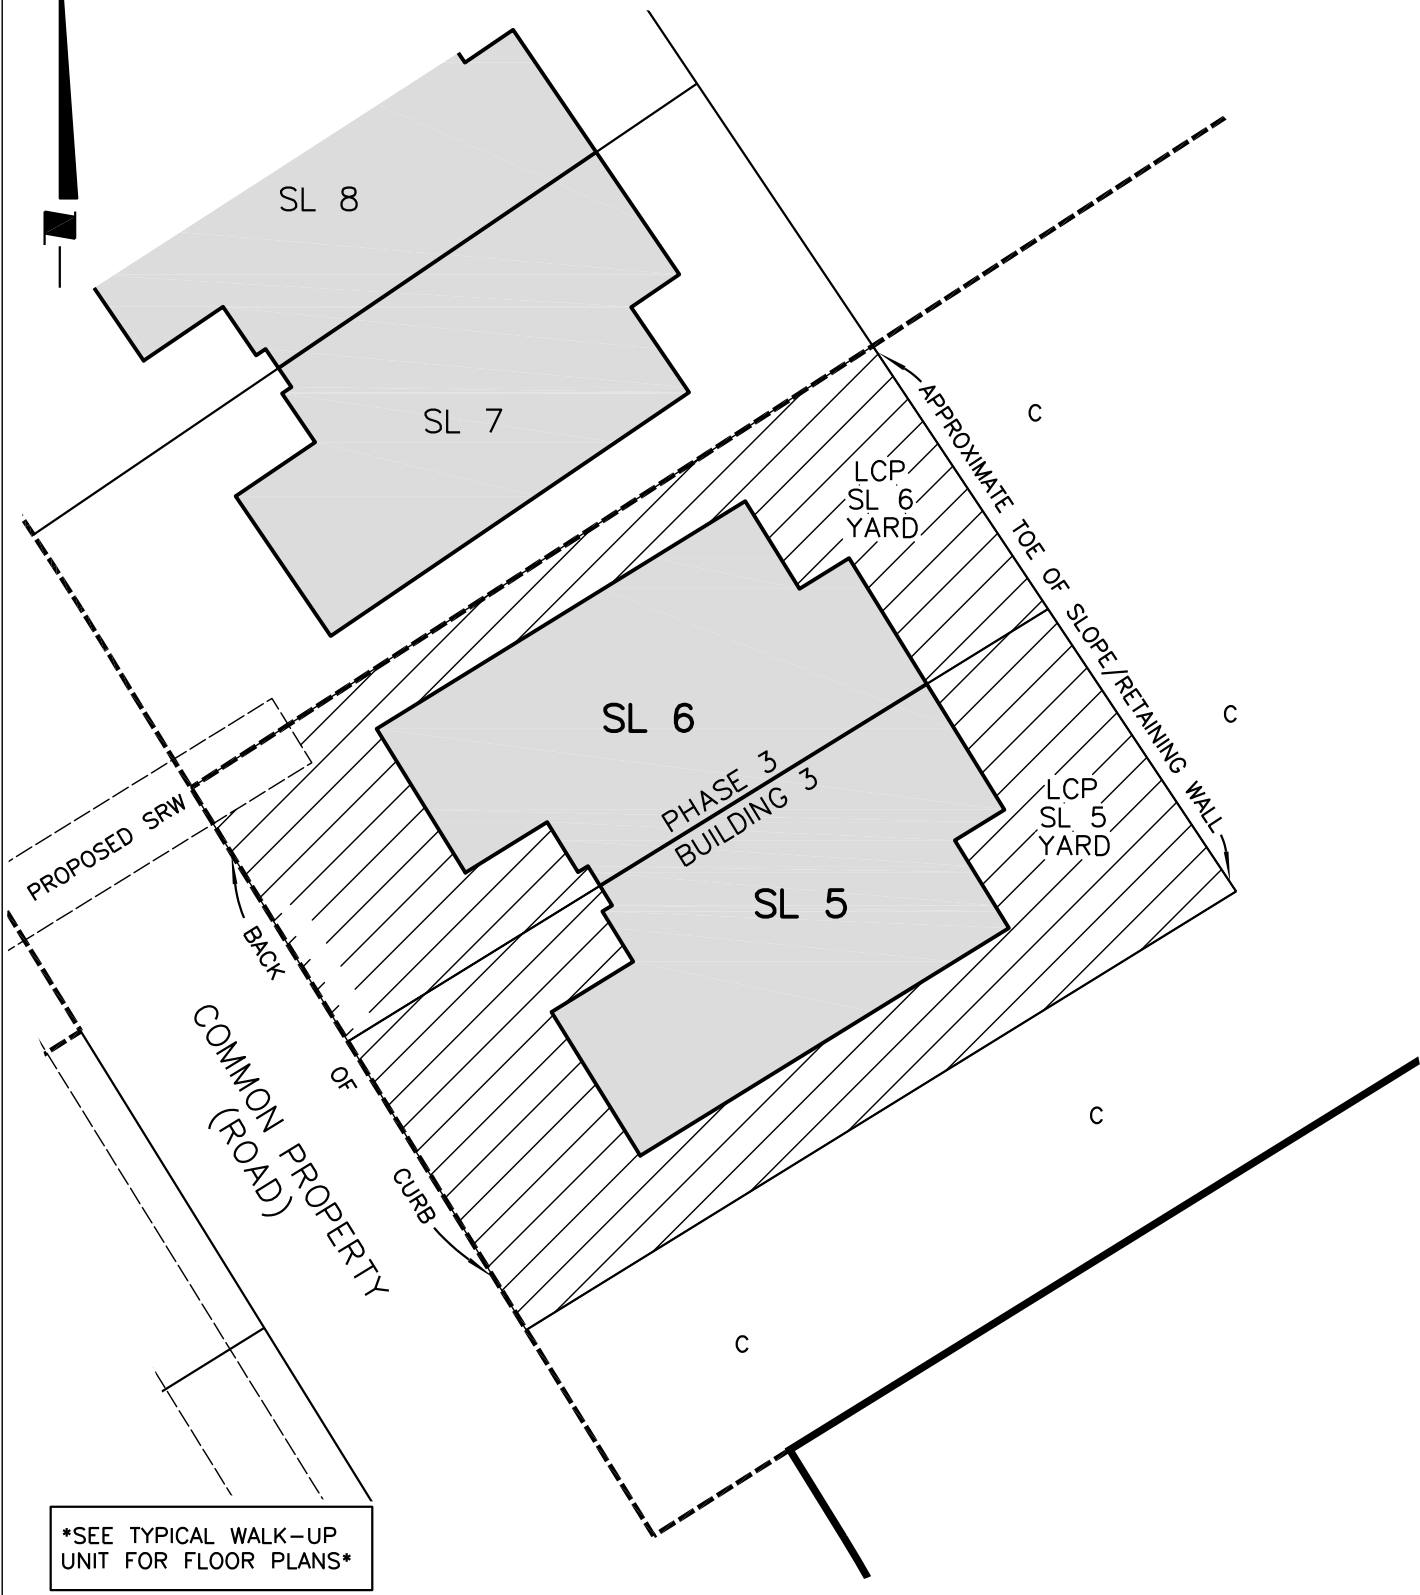 SL 8
SL 7
C
APPROXIMATE TOE OF SLOPE/RETAINING WALL
LCP
SL 6
YARD
SL 6
C
PHASE 3
BUILDING 3
LCP
SL 5
YARD
PROPOSED SRW
SL 5
BACK OF CURB
COMMON PROPERTY
(ROAD)
C
C
*SEE TYPICAL WALK-UP
UNIT FOR FLOOR PLANS*